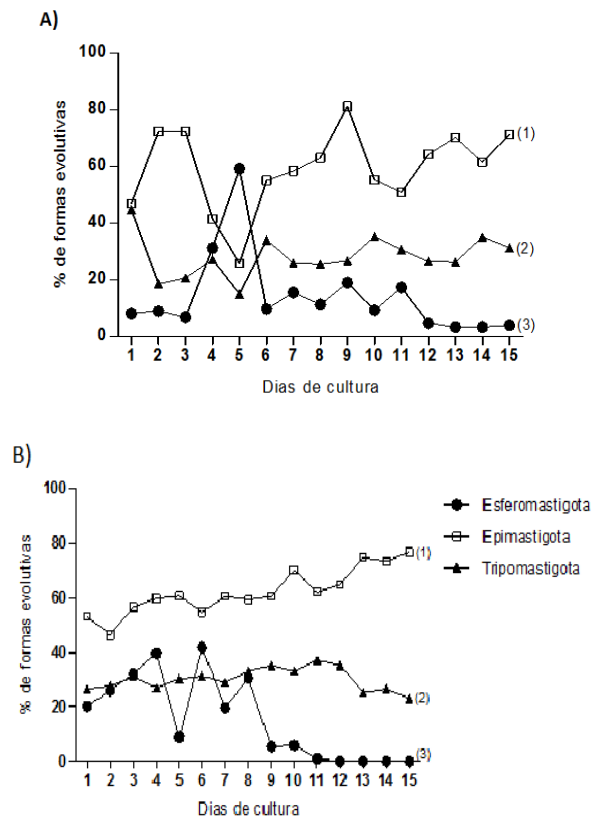 A)
% de formas evolutivas
100
80
60
40
20
0
(1)
(2)
(3)
1 2 3 4 5 6 7 8 9 10 11 12 13 14 15
Dias de cultura
B)
% de formas evolutivas
100
80
60
40
20
0
(1)
(2)
(3)
1 2 3 4 5 6 7 8 9 10 11 12 13 14 15
Dias de cultura
Esferomastigota
Epimastigota
Tripomastigota